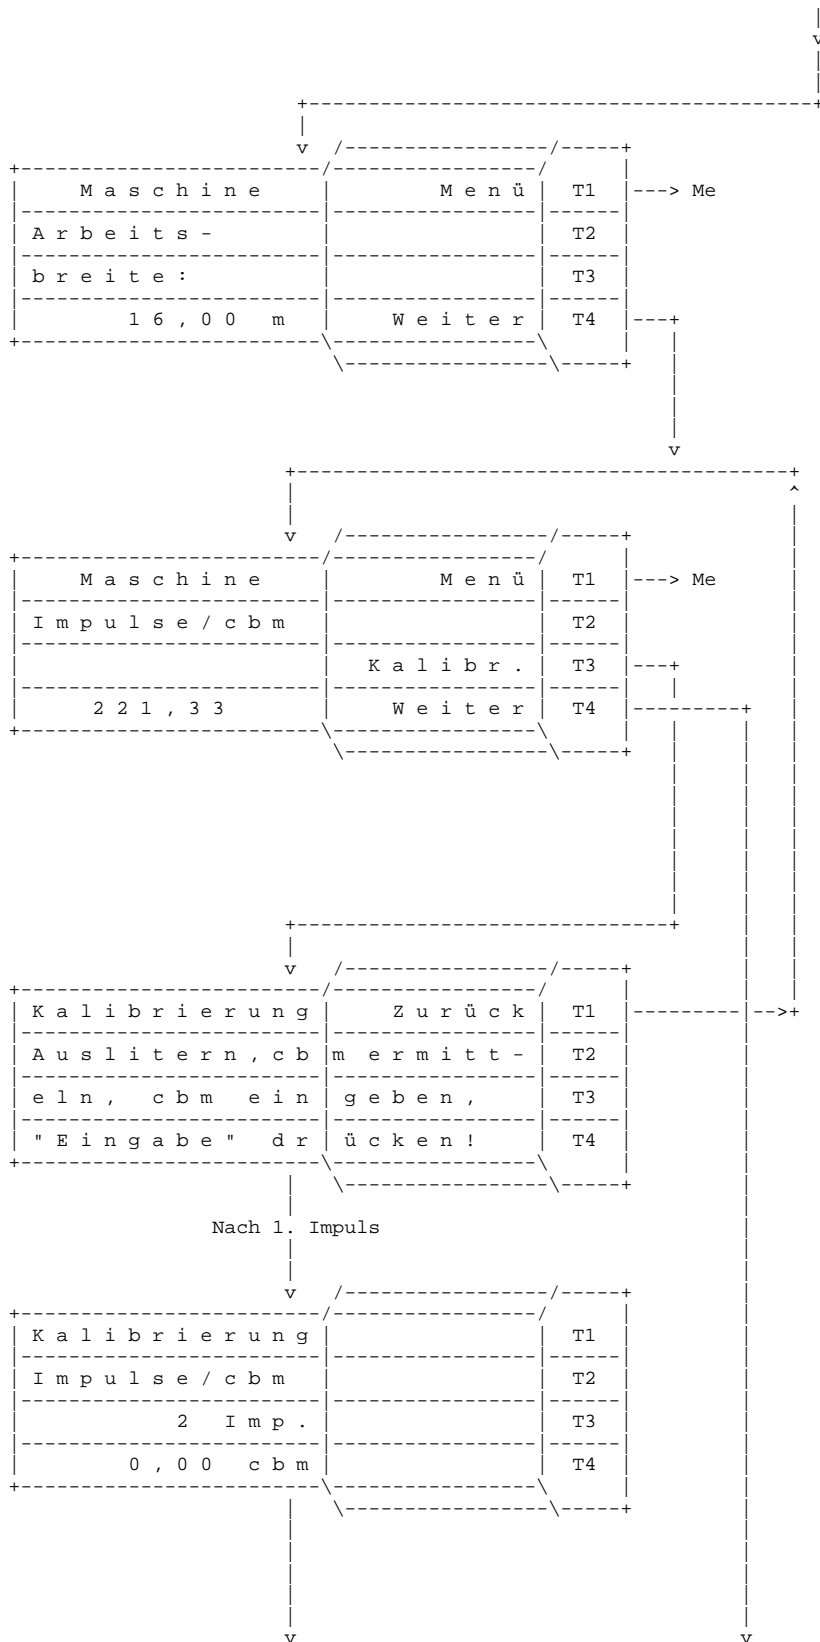 Maschine Menü T1 ---> Me
Arbeits- T2
breite: T3
16,00 m Weiter T4
Maschine Menü T1 ---> Me
Impulse/cbm T2
Kalibr. T3
221,33 Weiter T4
Kalibrierung Zurück T1
Auslitern,cbm ermitt- T2
eln, cbm eingeben, T3
"Eingabe" drücken! T4
Nach 1. Impuls
Kalibrierung T1
Impulse/cbm T2
2 Imp. T3
0,00 cbm T4